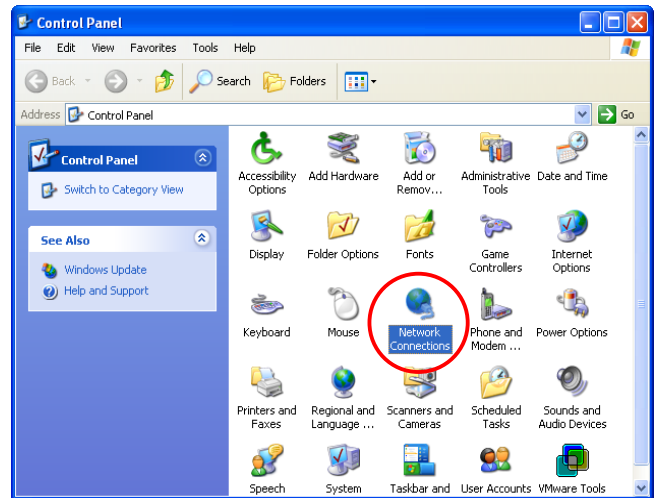 Control Panel
File Edit View Favorites Tools Help
Back Search Folders
Address Control Panel Go
Control Panel
Switch to Category View
See Also
Windows Update
Help and Support
Accessibility Options
Add Hardware
Add or Remov...
Administrative Tools
Date and Time
Display
Folder Options
Fonts
Game Controllers
Internet Options
Keyboard
Mouse
Network Connections
Phone and Modem ...
Power Options
Printers and Faxes
Regional and Language ...
Scanners and Cameras
Scheduled Tasks
Sounds and Audio Devices
Speech
System
Taskbar and
User Accounts
VMware Tools